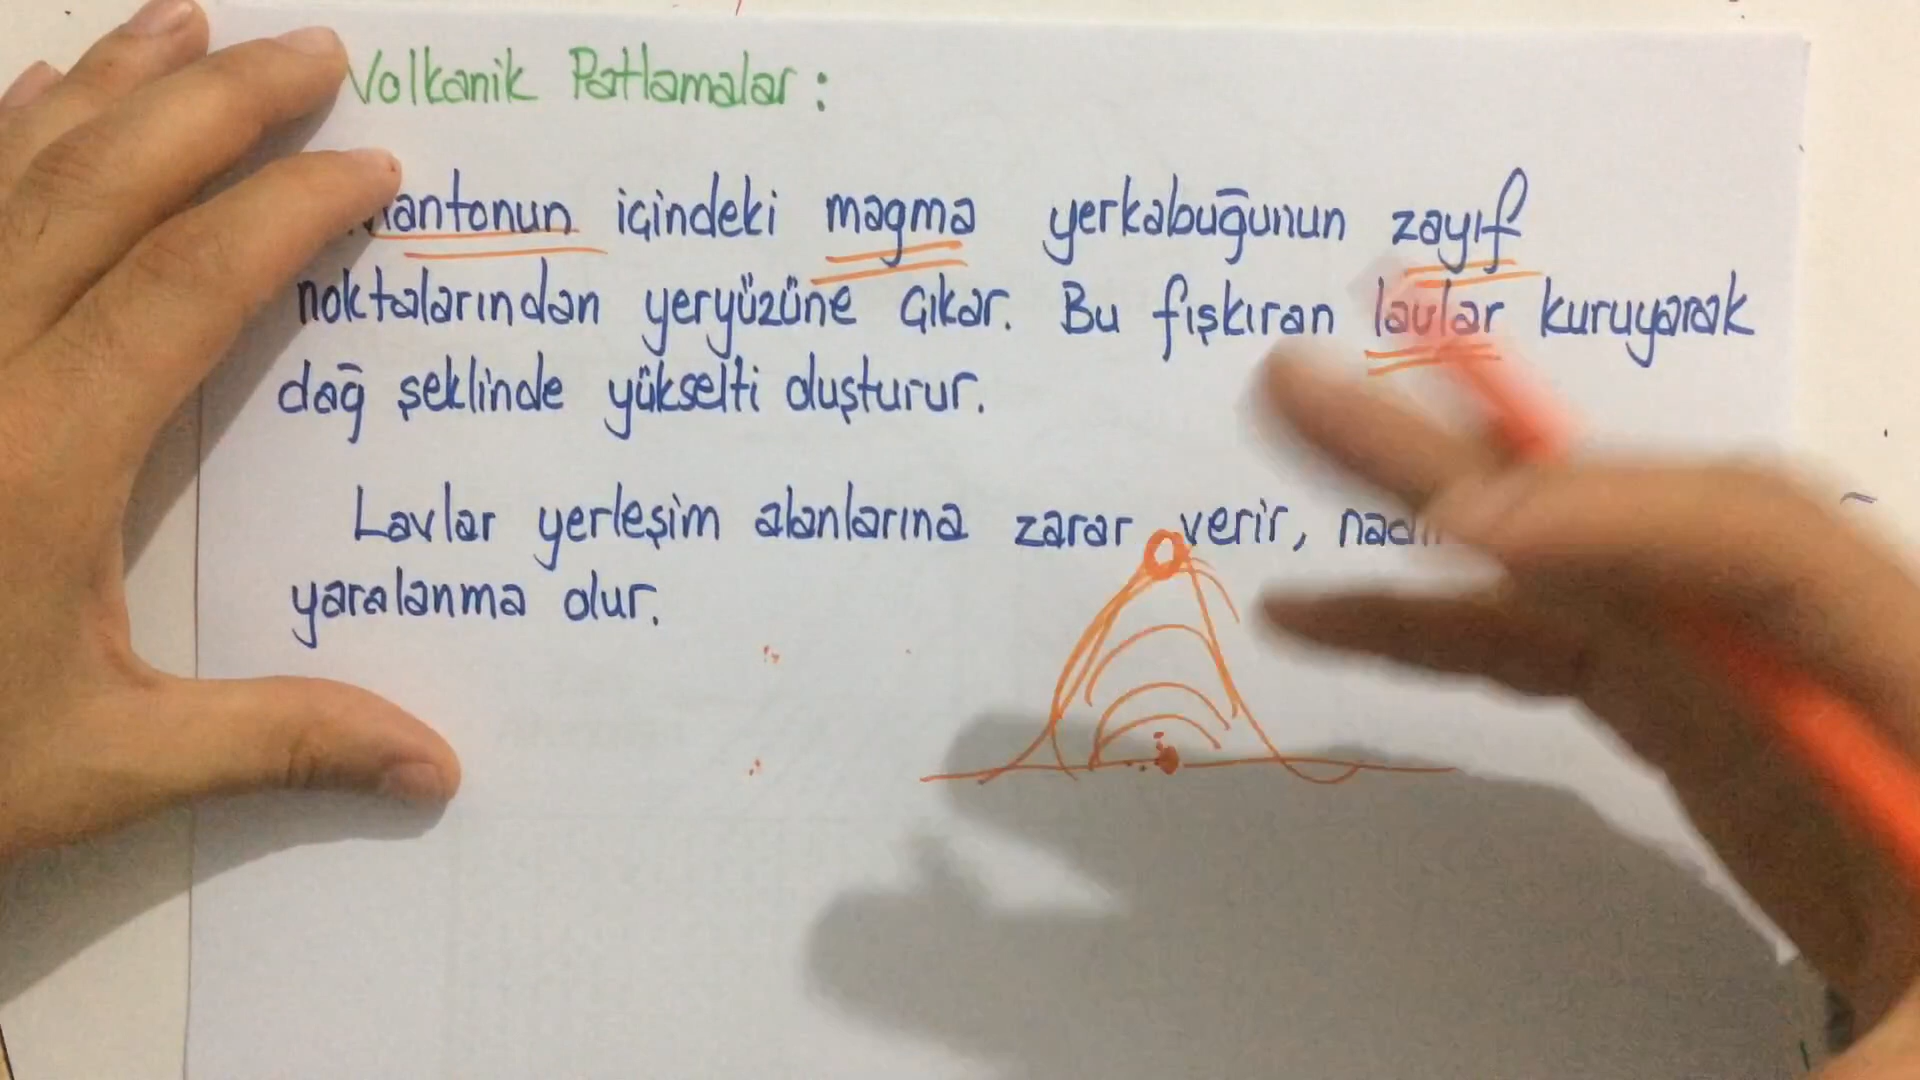 Volkanik Patlamalar :
Mantonun içindeki magma yerkabuğunun zayıf
noktalarından yeryüzüne çıkar. Bu fışkıran lavlar kuruyarak
dağ şeklinde yükselti oluşturur.
Lavlar yerleşim alanlarına zarar verir,
yaralanma olur.